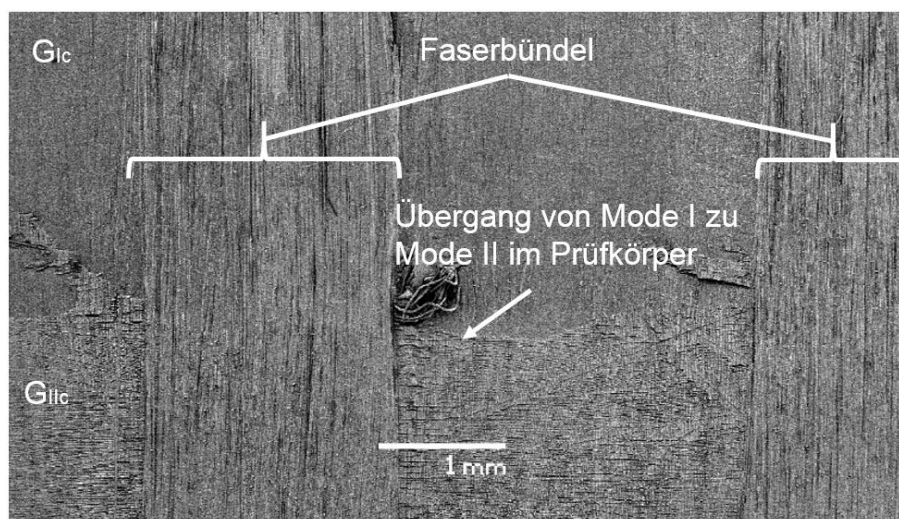 GIc
Faserbündel
Übergang von Mode I zu
Mode II im Prüfkörper
GIIc
1 mm